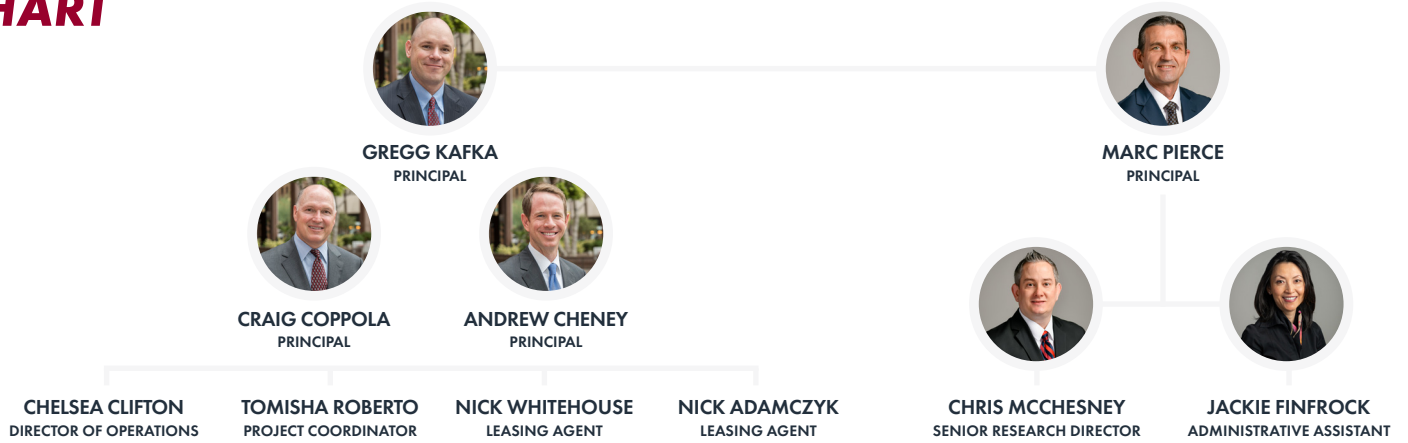 GREGG KAFKA
PRINCIPAL
MARC PIERCE
PRINCIPAL
CRAIG COPPOLA
PRINCIPAL
ANDREW CHENEY
PRINCIPAL
CHELSEA CLIFTON
DIRECTOR OF OPERATIONS
TOMISHA ROBERTO
PROJECT COORDINATOR
NICK WHITEHOUSE
LEASING AGENT
NICK ADAMCZYK
LEASING AGENT
CHRIS MCCHESNEY
SENIOR RESEARCH DIRECTOR
JACKIE FINFROCK
ADMINISTRATIVE ASSISTANT